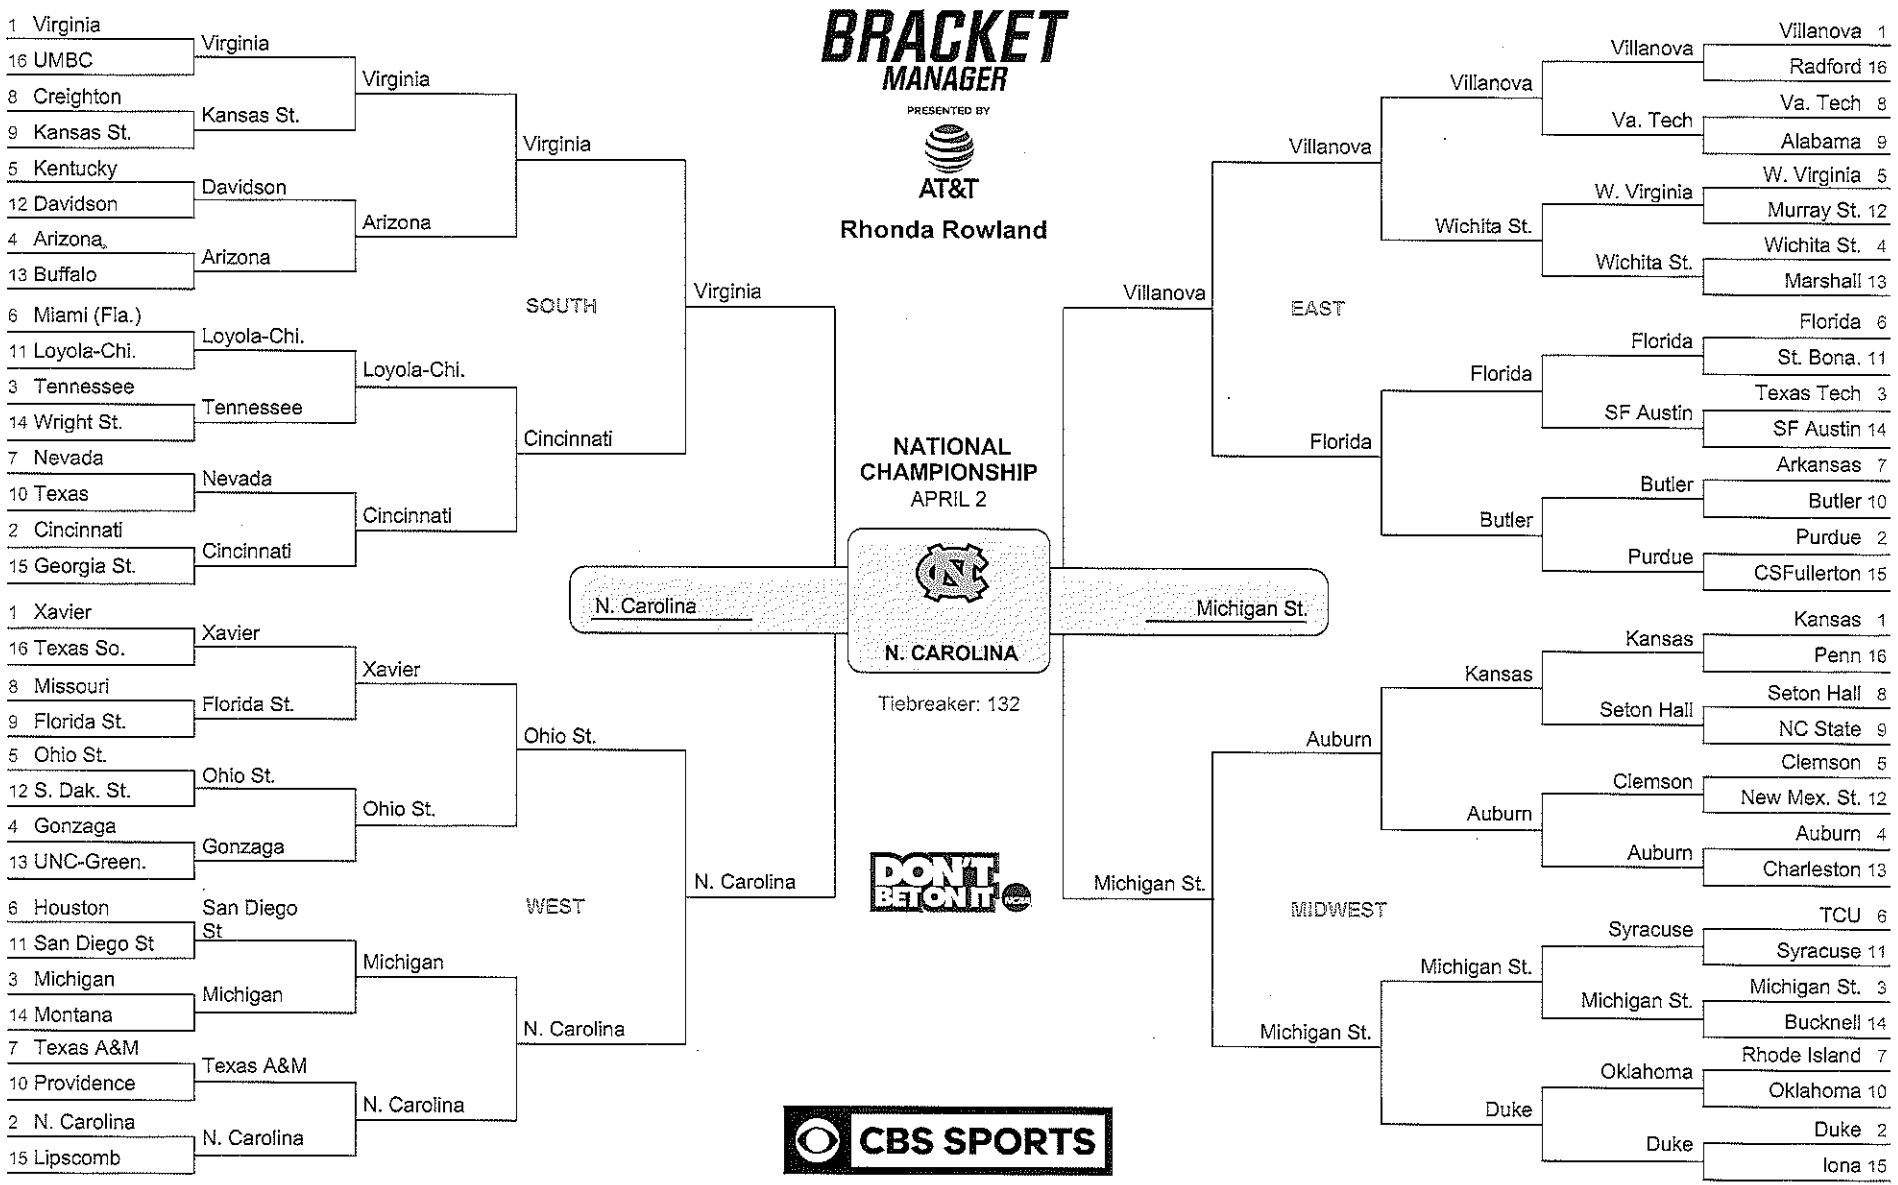 BRACKET
MANAGER
PRESENTED BY
AT&T
Rhonda Rowland
1 Virginia
16 UMBC
8 Creighton
9 Kansas St.
5 Kentucky
12 Davidson
4 Arizona
13 Buffalo
6 Miami (Fla.)
11 Loyola-Chi.
3 Tennessee
14 Wright St.
7 Nevada
10 Texas
2 Cincinnati
15 Georgia St.
Virginia
Kansas St.
Davidson
Arizona
Loyola-Chi.
Tennessee
Nevada
Cincinnati
Virginia
Arizona
Loyola-Chi.
Cincinnati
Virginia
Cincinnati
SOUTH
Virginia
1 Xavier
16 Texas So.
8 Missouri
9 Florida St.
5 Ohio St.
12 S. Dak. St.
4 Gonzaga
13 UNC-Green.
6 Houston
11 San Diego St
3 Michigan
14 Montana
7 Texas A&M
10 Providence
2 N. Carolina
15 Lipscomb
Xavier
Florida St.
Ohio St.
Gonzaga
San Diego
St
Michigan
Texas A&M
N. Carolina
Xavier
Ohio St.
Michigan
N. Carolina
Ohio St.
N. Carolina
WEST
N. Carolina
NATIONAL
CHAMPIONSHIP
APRIL 2
NC
N. Carolina
Michigan St.
N. CAROLINA
Tiebreaker: 132
DON'T
BET ON IT
NCAA
CBS SPORTS
Villanova 1
Radford 16
Va. Tech 8
Alabama 9
W. Virginia 5
Murray St. 12
Wichita St. 4
Marshall 13
Florida 6
St. Bona. 11
Texas Tech 3
SF Austin 14
Arkansas 7
Butler 10
Purdue 2
CSFullerton 15
Villanova
Va. Tech
W. Virginia
Wichita St.
Florida
SF Austin
Butler
Purdue
Villanova
Wichita St.
Florida
Butler
Villanova
Florida
EAST
Villanova
Kansas 1
Penn 16
Seton Hall 8
NC State 9
Clemson 5
New Mex. St. 12
Auburn 4
Charleston 13
TCU 6
Syracuse 11
Michigan St. 3
Bucknell 14
Rhode Island 7
Oklahoma 10
Duke 2
Iona 15
Kansas
Seton Hall
Clemson
Auburn
Syracuse
Michigan St.
Oklahoma
Duke
Kansas
Auburn
Michigan St.
Duke
Auburn
Michigan St.
MIDWEST
Michigan St.